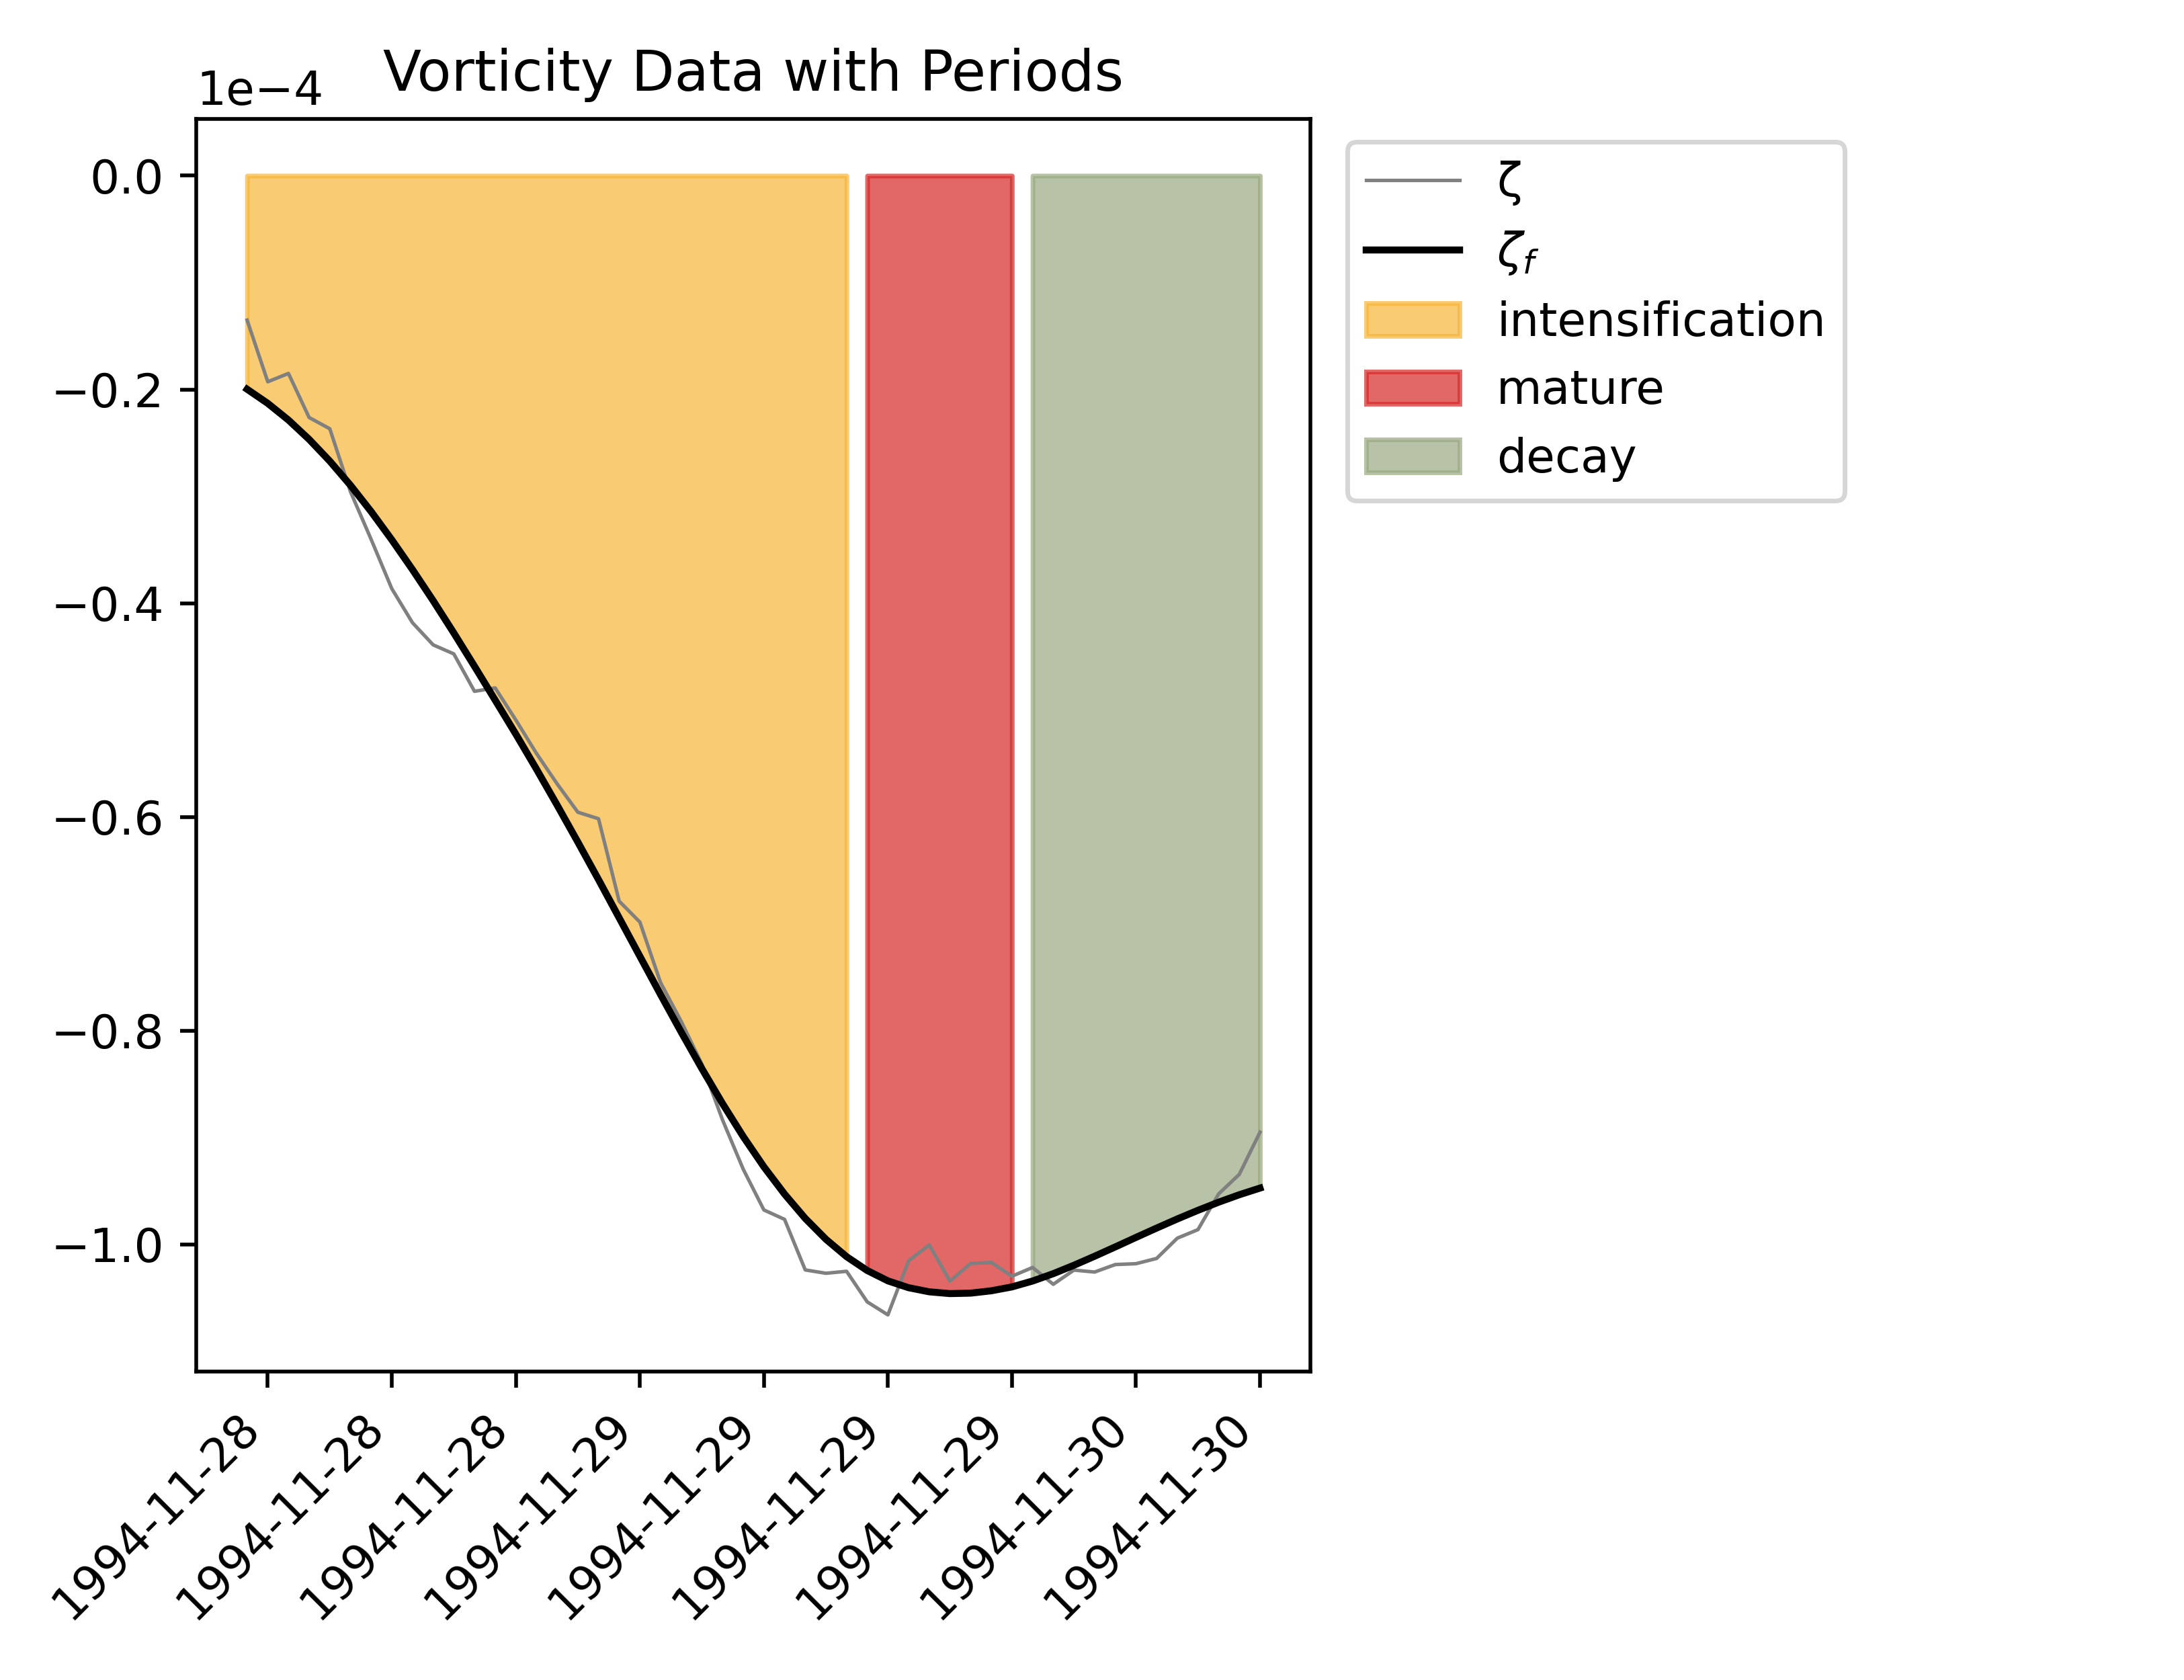 Vorticity Data with Periods
1e−4
0.0
−0.2
−0.4
−0.6
−0.8
−1.0
1994-11-28
1994-11-28
1994-11-28
1994-11-29
1994-11-29
1994-11-29
1994-11-29
1994-11-30
1994-11-30
ζ
ζf
intensification
mature
decay